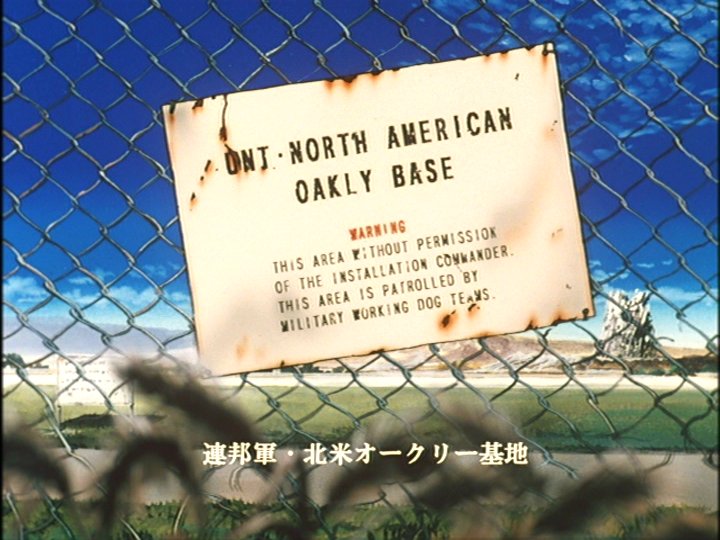 UNT·NORTH AMERICAN
OAKLY BASE
WARNING
THIS AREA WITHOUT PERMISSION
OF THE INSTALLATION COMMANDER.
THIS AREA IS PATROLLED BY
MILITARY WORKING DOG TEAMS.
連邦軍・北米オークリー基地